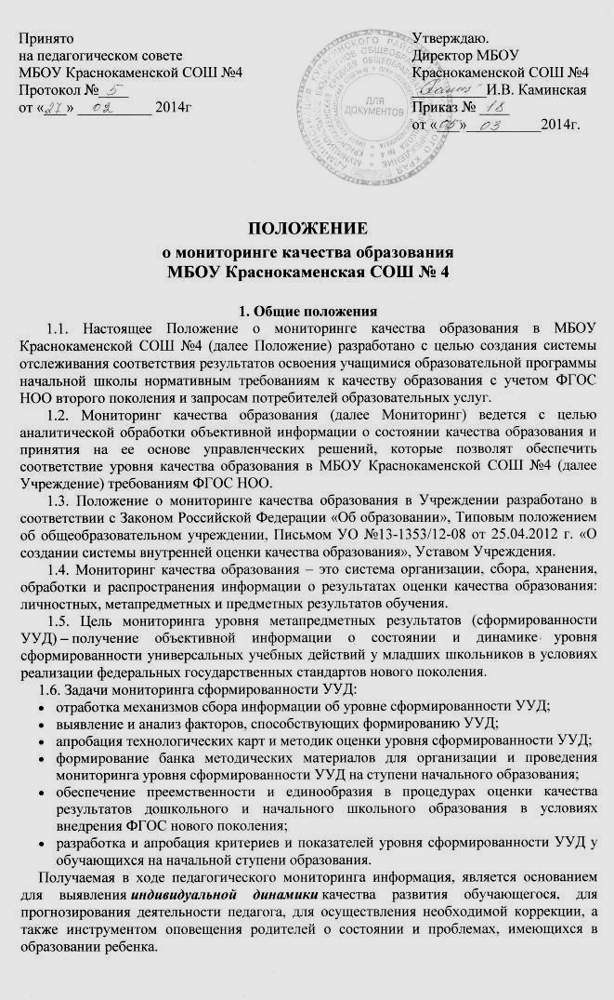 Принято
на педагогическом совете
МБОУ Краснокаменской СОШ №4
Протокол № 5
от «27 » 02 2014г
Утверждаю.
Директор МБОУ
Краснокаменской СОШ №4
И.В. Каминская
Приказ № 18
от «05 » 03 2014г.
ДЛЯ
ДОКУМЕНТОВ
ПОЛОЖЕНИЕ
о мониторинге качества образования
МБОУ Краснокаменская СОШ № 4
1. Общие положения
1.1. Настоящее Положение о мониторинге качества образования в МБОУ
Краснокаменской СОШ №4 (далее Положение) разработано с целью создания системы
отслеживания соответствия результатов освоения учащимися образовательной программы
начальной школы нормативным требованиям к качеству образования с учетом ФГОС
НОО второго поколения и запросам потребителей образовательных услуг.
1.2. Мониторинг качества образования (далее Мониторинг) ведется с целью
аналитической обработки объективной информации о состоянии качества образования и
принятия на ее основе управленческих решений, которые позволят обеспечить
соответствие уровня качества образования в МБОУ Краснокаменской СОШ №4 (далее
Учреждение) требованиям ФГОС НОО.
1.3. Положение о мониторинге качества образования в Учреждении разработано в
соответствии с Законом Российской Федерации «Об образовании», Типовым положением
об общеобразовательном учреждении, Письмом УО №13-1353/12-08 от 25.04.2012 г. «О
создании системы внутренней оценки качества образования», Уставом Учреждения.
1.4. Мониторинг качества образования – это система организации, сбора, хранения,
обработки и распространения информации о результатах оценки качества образования:
личностных, метапредметных и предметных результатов обучения.
1.5. Цель мониторинга уровня метапредметных результатов (сформированности
УУД) – получение объективной информации о состоянии и динамике уровня
сформированности универсальных учебных действий у младших школьников в условиях
реализации федеральных государственных стандартов нового поколения.
1.6. Задачи мониторинга сформированности УУД:
• отработка механизмов сбора информации об уровне сформированности УУД;
• выявление и анализ факторов, способствующих формированию УУД;
• апробация технологических карт и методик оценки уровня сформированности УУД;
• формирование банка методических материалов для организации и проведения
мониторинга уровня сформированности УУД на ступени начального образования;
• обеспечение преемственности и единообразия в процедурах оценки качества
результатов дошкольного и начального школьного образования в условиях
внедрения ФГОС нового поколения;
• разработка и апробация критериев и показателей уровня сформированности УУД у
обучающихся на начальной ступени образования.
Получаемая в ходе педагогического мониторинга информация, является основанием
для выявления индивидуальной динамики качества развития обучающегося, для
прогнозирования деятельности педагога, для осуществления необходимой коррекции, а
также инструментом оповещения родителей о состоянии и проблемах, имеющихся в
образовании ребенка.